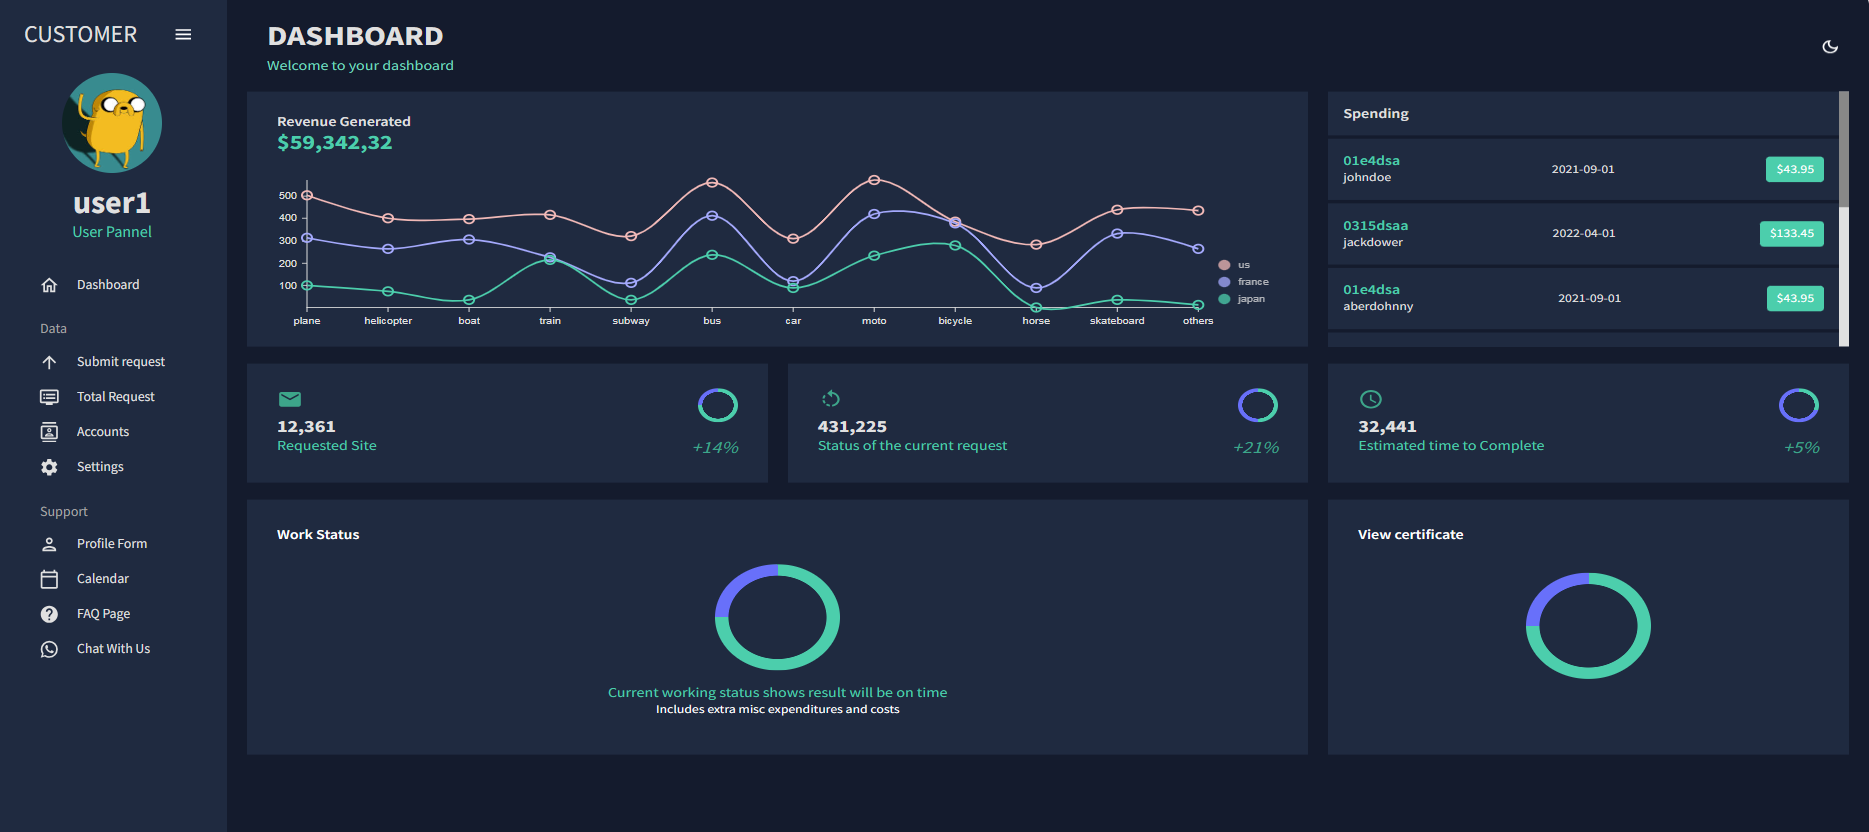 CUSTOMER
user1
User Pannel
Dashboard
Data
Submit request
Total Request
Accounts
Settings
Support
Profile Form
Calendar
FAQ Page
Chat With Us
DASHBOARD
Welcome to your dashboard
Revenue Generated
$59,342,32
500
400
300
200
100
plane helicopter boat train subway bus car moto bicycle horse skateboard others
us
france
japan
Spending
01e4dsa
johndoe
2021-09-01
$43.95
0315dsaa
jackdower
2022-04-01
$133.45
01e4dsa
aberdohnny
2021-09-01
$43.95
12,361
Requested Site
+14%
431,225
Status of the current request
+21%
32,441
Estimated time to Complete
+5%
Work Status
Current working status shows result will be on time
Includes extra misc expenditures and costs
View certificate